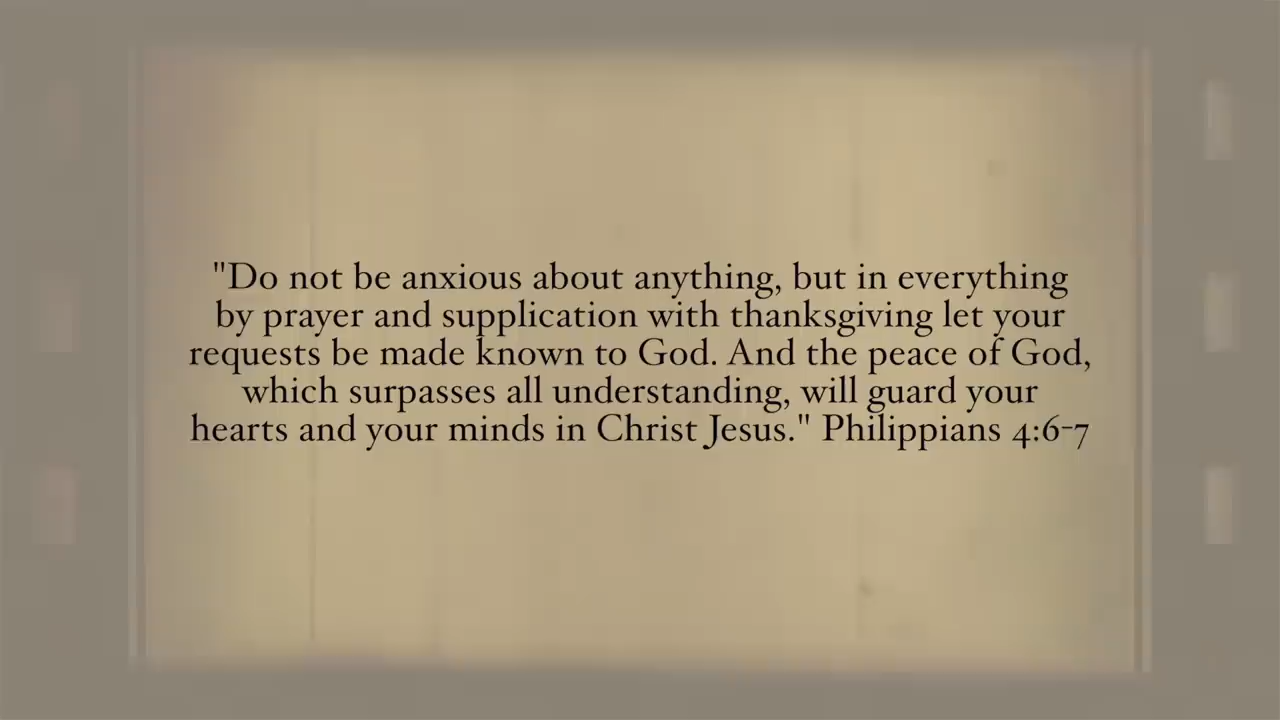 "Do not be anxious about anything, but in everything
by prayer and supplication with thanksgiving let your
requests be made known to God. And the peace of God,
which surpasses all understanding, will guard your
hearts and your minds in Christ Jesus." Philippians 4:6-7